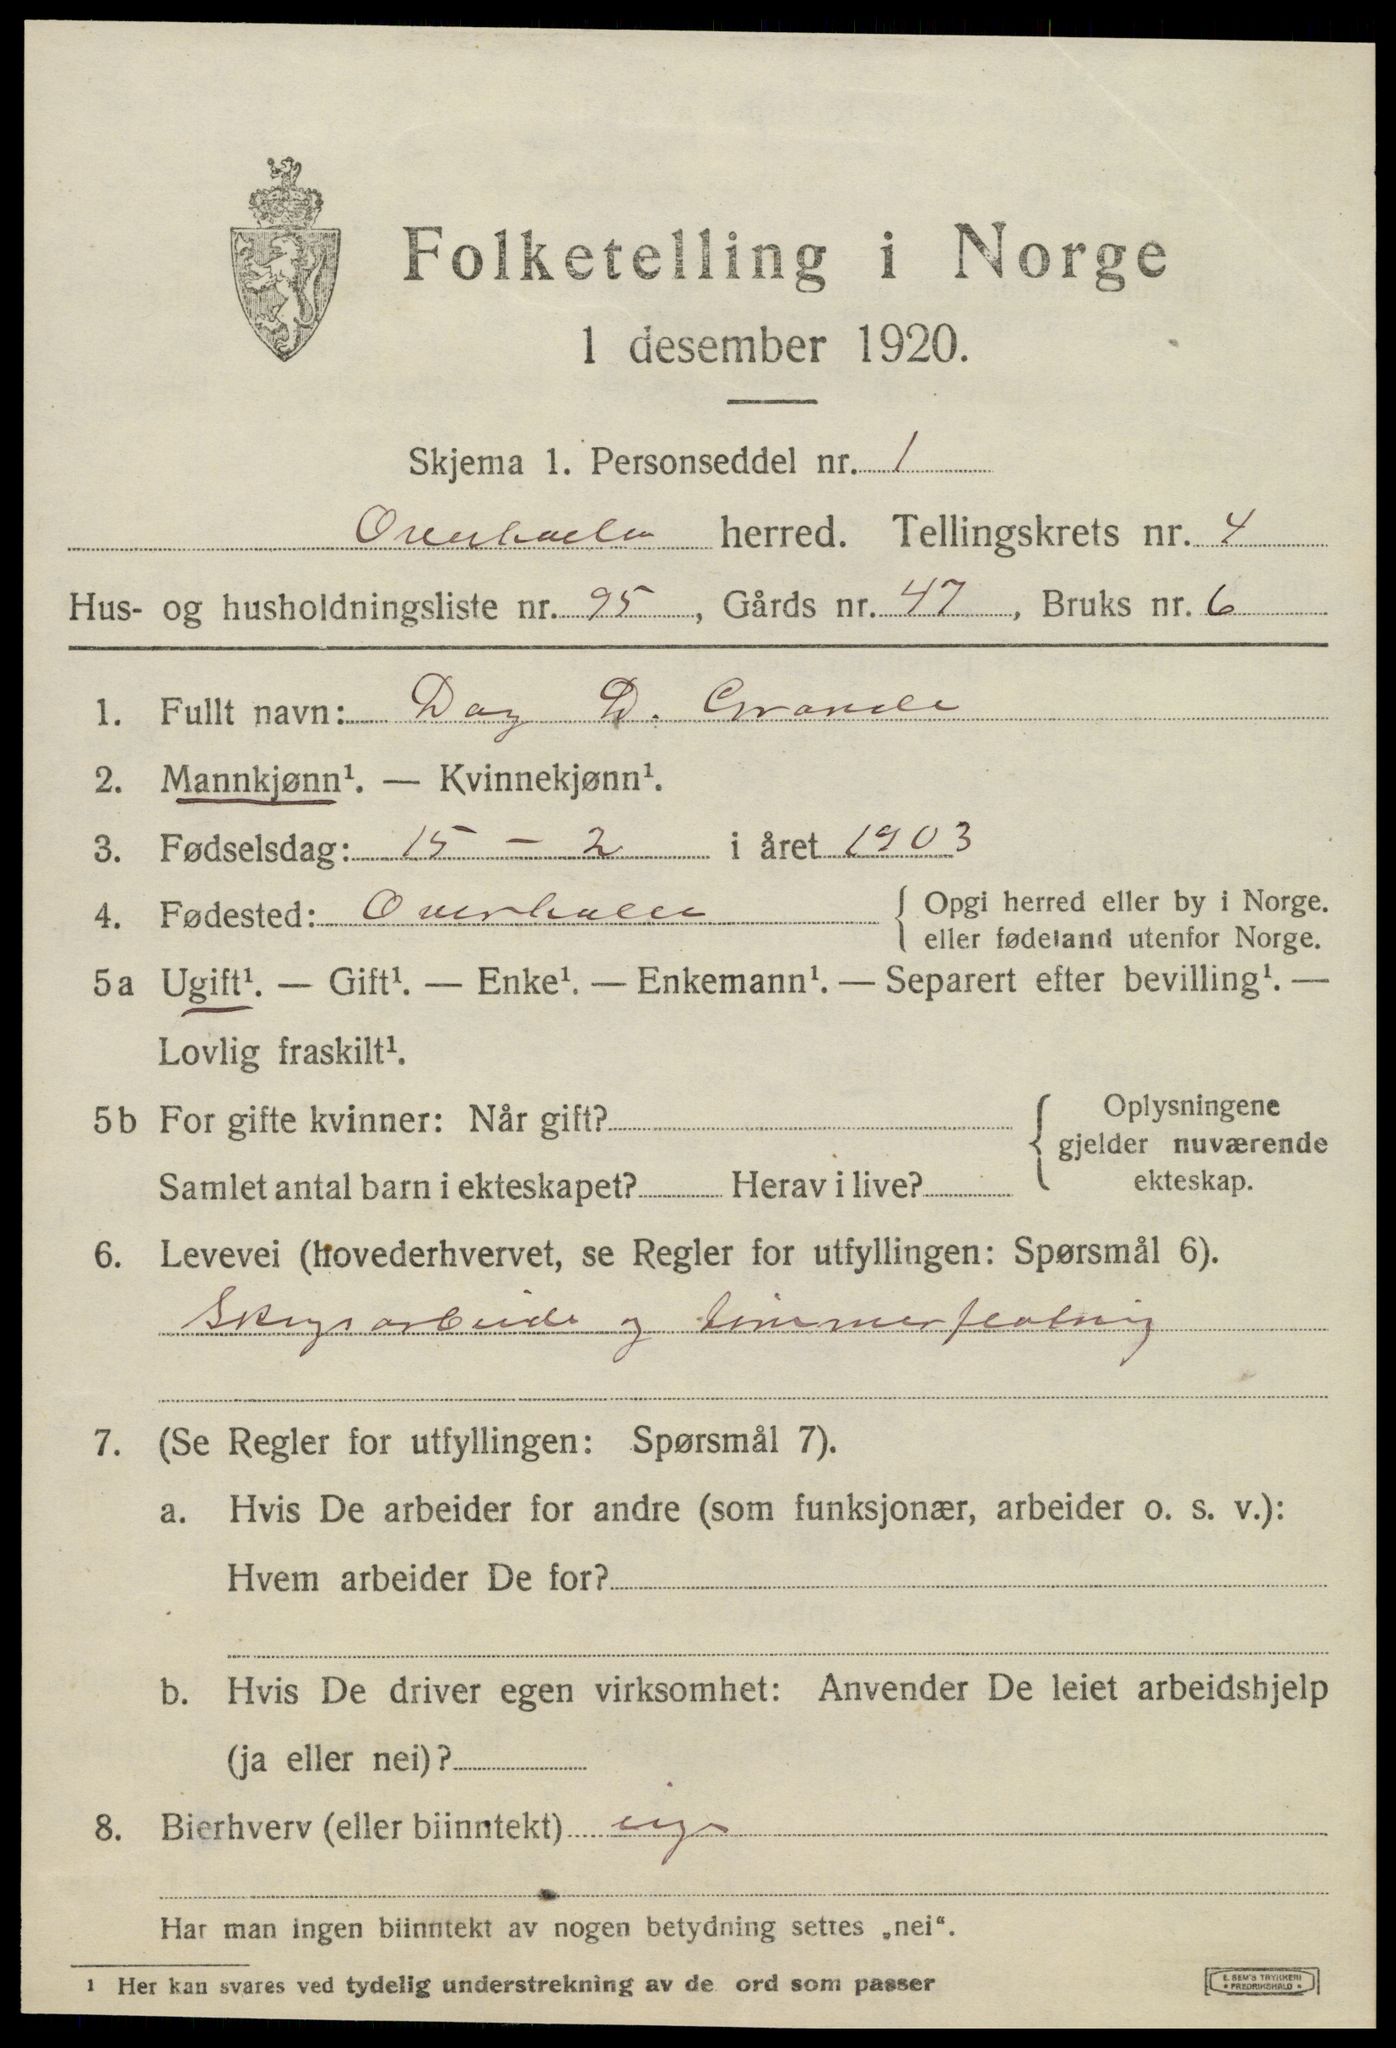 Folketelling i Norge
1 desember 1920.
Skjema 1. Personseddel nr. 1
Overhalla herred. Tellingskrets nr. 4
Hus- og husholdningsliste nr. 95, Gårds nr. 47, Bruks nr. 6
1. Fullt navn: Dag D. Grande
2. Mannkjønn¹. — Kvinnekjønn¹.
3. Fødselsdag: 15 – 2 i året 1903
4. Fødested: Overhalla { Opgi herred eller by i Norge.
eller fødeland utenfor Norge.
5a Ugift¹. — Gift¹. — Enke¹. — Enkemann¹. — Separert efter bevilling¹. —
Lovlig fraskilt¹.
5b For gifte kvinner: Når gift? { Oplysningene
gjelder nuværende
Samlet antal barn i ekteskapet? Herav i live? ekteskap.
6. Levevei (hovederhvervet, se Regler for utfyllingen: Spørsmål 6).
Skogsarbeide og tømmerfløtning
7. (Se Regler for utfyllingen: Spørsmål 7).
a. Hvis De arbeider for andre (som funksjonær, arbeider o. s. v.):
Hvem arbeider De for?
b. Hvis De driver egen virksomhet: Anvender De leiet arbeidshjelp
(ja eller nei)?
8. Bierhverv (eller biinntekt)
Har man ingen biinntekt av nogen betydning settes „nei“.
1 Her kan svares ved tydelig understrekning av de ord som passer
E. SEM'S TRYKKERI
FREDRIKSHALD